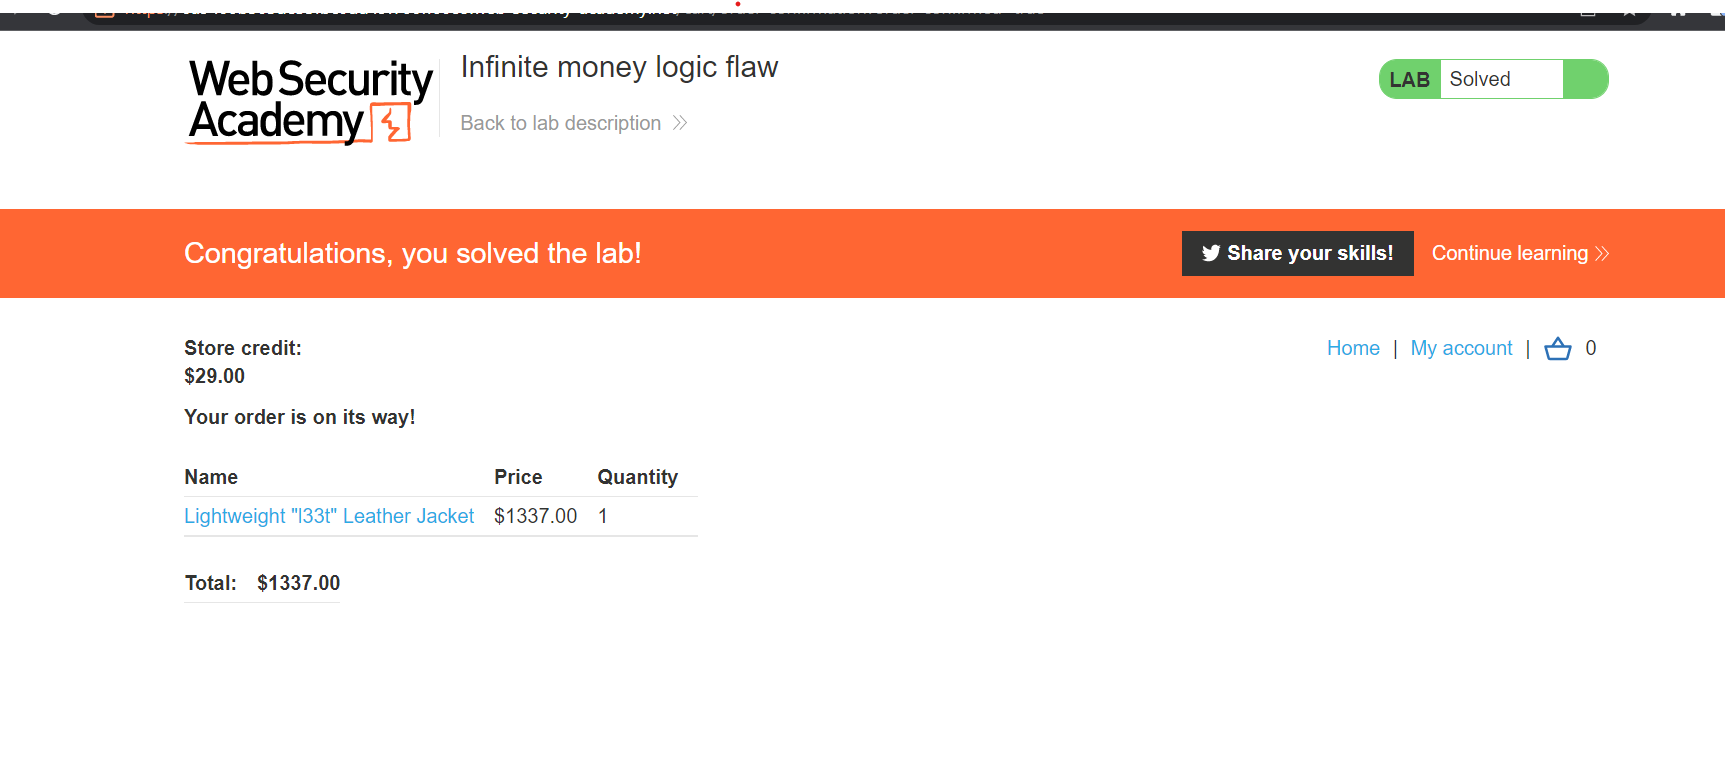 Web Security
Academy
Infinite money logic flaw
Back to lab description
LAB Solved
Congratulations, you solved the lab!
Share your skills!
Continue learning
Store credit:
$29.00
Home | My account | 0
Your order is on its way!
Name Price Quantity
Lightweight "l33t" Leather Jacket $1337.00 1
Total: $1337.00